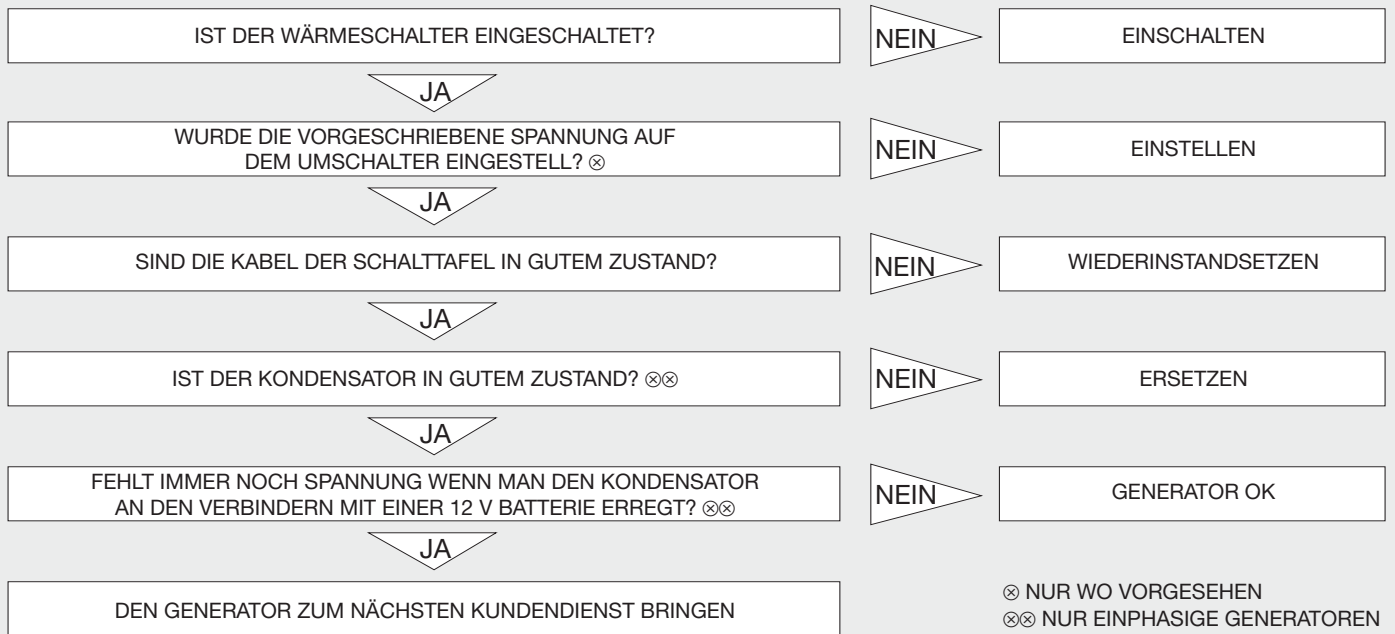 IST DER WÄRMESCHALTER EINGESCHALTET?
NEIN
EINSCHALTEN
JA
WURDE DIE VORGESCHRIEBENE SPANNUNG AUF
DEM UMSCHALTER EINGESTELL? ⊗
NEIN
EINSTELLEN
JA
SIND DIE KABEL DER SCHALTTAFEL IN GUTEM ZUSTAND?
NEIN
WIEDERINSTANDSETZEN
JA
IST DER KONDENSATOR IN GUTEM ZUSTAND? ⊗⊗
NEIN
ERSETZEN
JA
FEHLT IMMER NOCH SPANNUNG WENN MAN DEN KONDENSATOR
AN DEN VERBINDERN MIT EINER 12 V BATTERIE ERREGT? ⊗⊗
NEIN
GENERATOR OK
JA
DEN GENERATOR ZUM NÄCHSTEN KUNDENDIENST BRINGEN
⊗ NUR WO VORGESEHEN
⊗⊗ NUR EINPHASIGE GENERATOREN